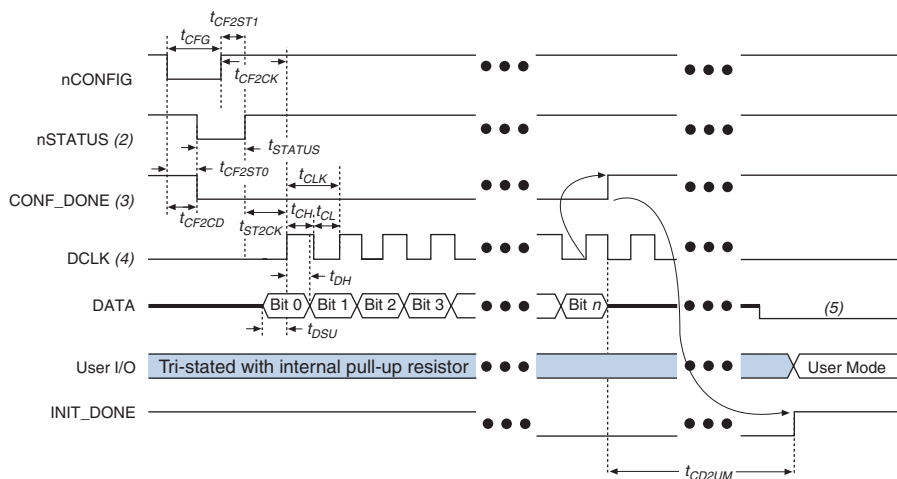 tCF2ST1
tCFG
nCONFIG
tCF2CK
nSTATUS (2)
tSTATUS
tCF2ST0
tCLK
CONF_DONE (3)
tCF2CD
tCH
tCL
tST2CK
DCLK (4)
tDH
DATA
Bit 0
Bit 1
Bit 2
Bit 3
Bit n
(5)
tDSU
User I/O
Tri-stated with internal pull-up resistor
User Mode
INIT_DONE
tCD2UM